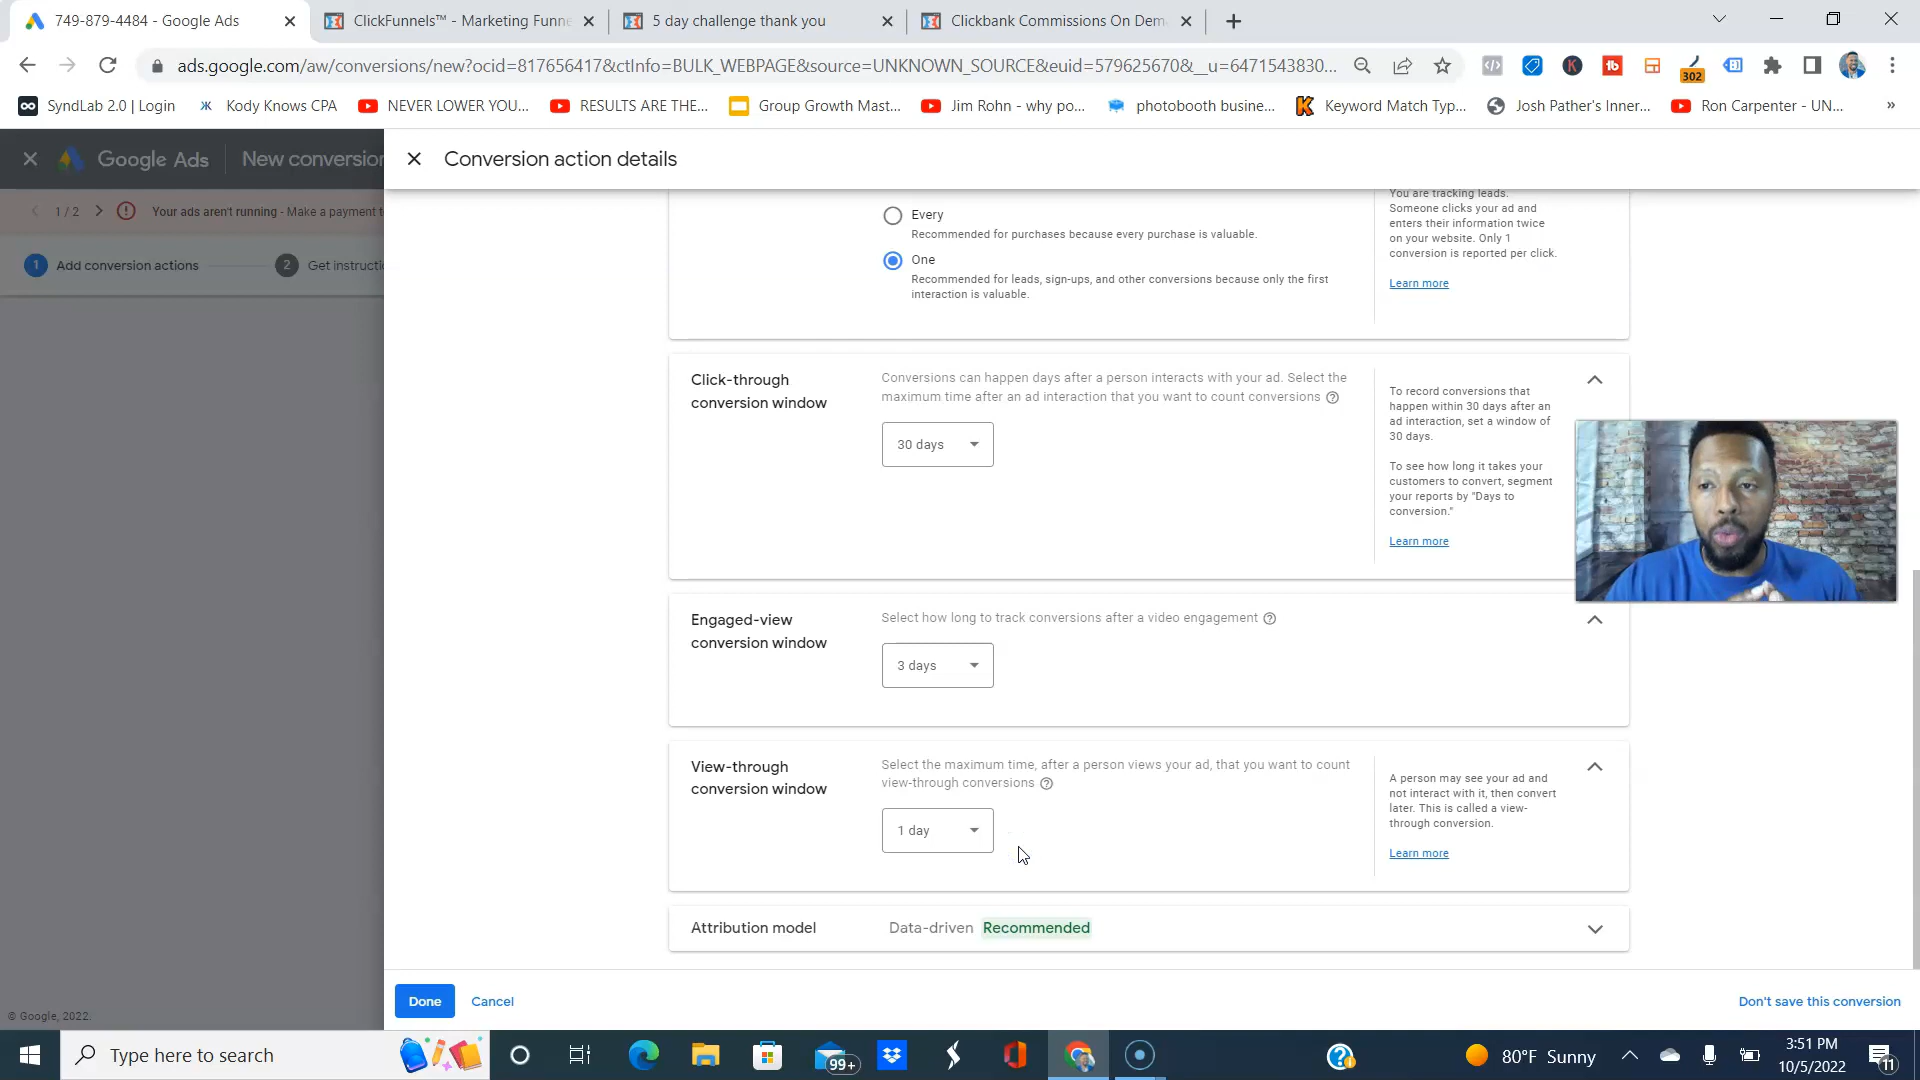 749-879-4484 - Google Ads
ClickFunnels™ - Marketing Funne
5 day challenge thank you
Clickbank Commissions On Dem
ads.google.com/aw/conversions/new?ocid=817656417&ctInfo=BULK_WEBPAGE&source=UNKNOWN_SOURCE&euid=579625670&__u=6471543830...
302
SyndLab 2.0 | Login
Kody Knows CPA
NEVER LOWER YOU...
RESULTS ARE THE...
Group Growth Mast...
Jim Rohn - why po...
photobooth busine...
Keyword Match Typ...
Josh Pather's Inner...
Ron Carpenter - UN...
»
Google Ads
New conversion
Conversion action details
1 / 2
Your ads aren't running - Make a payment t
1 Add conversion actions
2 Get instructio
Every
Recommended for purchases because every purchase is valuable.
One
Recommended for leads, sign-ups, and other conversions because only the first
interaction is valuable.
You are tracking leads.
Someone clicks your ad and
enters their information twice
on your website. Only 1
conversion is reported per click.
Learn more
Click-through
conversion window
Conversions can happen days after a person interacts with your ad. Select the
maximum time after an ad interaction that you want to count conversions
30 days
To record conversions that
happen within 30 days after an
ad interaction, set a window of
30 days.
To see how long it takes your
customers to convert, segment
your reports by "Days to
conversion."
Learn more
Engaged-view
conversion window
Select how long to track conversions after a video engagement
3 days
View-through
conversion window
Select the maximum time, after a person views your ad, that you want to count
view-through conversions
1 day
A person may see your ad and
not interact with it, then convert
later. This is called a view-
through conversion.
Learn more
Attribution model
Data-driven Recommended
Done
Cancel
Don't save this conversion
© Google, 2022.
Type here to search
99+
80°F Sunny
3:51 PM
10/5/2022
11